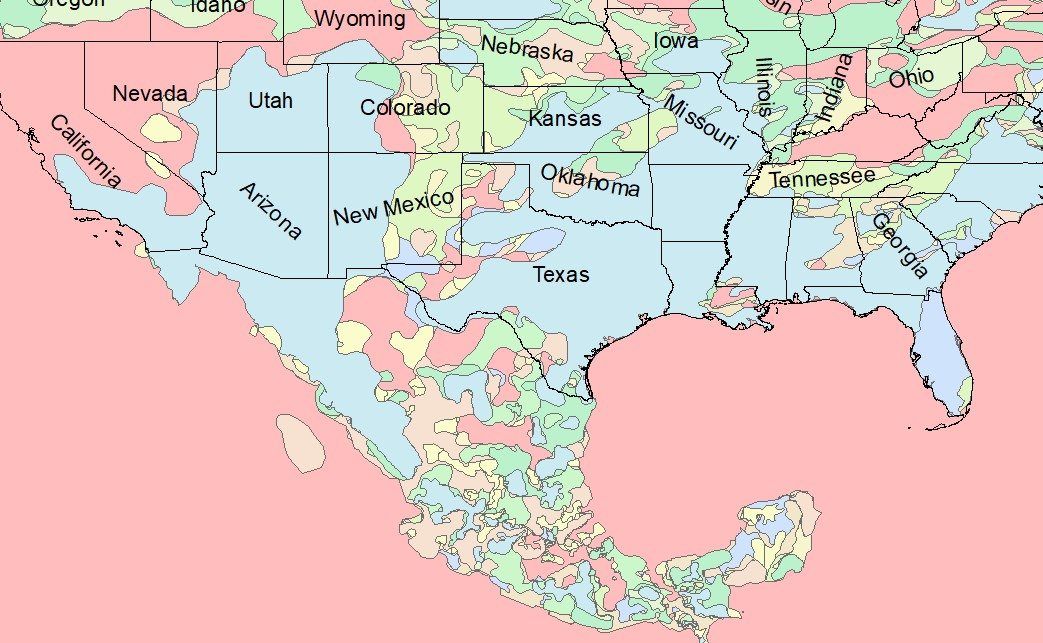 Oregon
Idaho
Wyoming
sin
Nebraska
Iowa
Illinois
Indiana
Ohio
Nevada
Utah
Colorado
Kansas
Missouri
California
Arizona
New Mexico
Oklahoma
Tennessee
Georgia
Texas